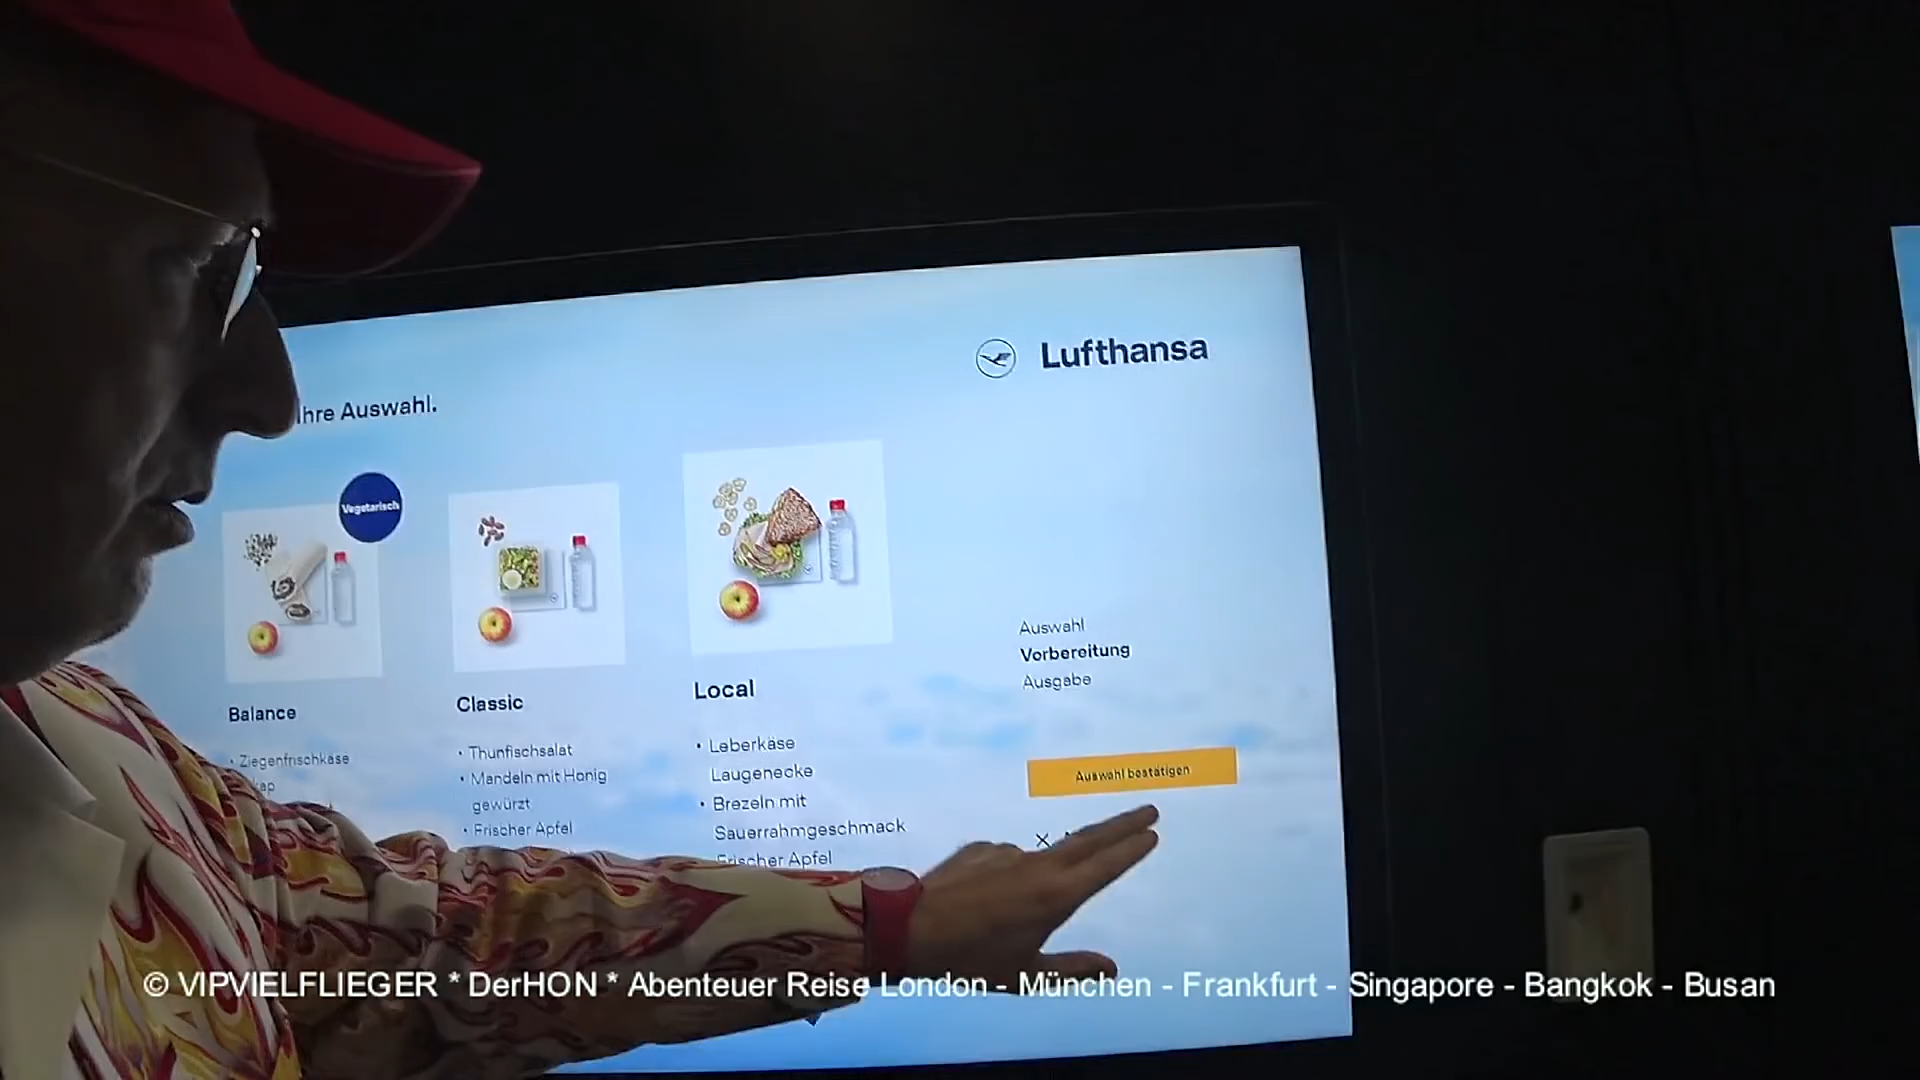 Lufthansa
Ihre Auswahl.
Vegetarisch
Balance
• Ziegenfrischkäse
Classic
• Thunfischsalat
• Mandeln mit Honig
gewürzt
• Frischer Apfel
Local
• Leberkäse
Laugenecke
• Brezeln mit
Sauerrahmgeschmack
Frischer Apfel
Auswahl
Vorbereitung
Ausgabe
Auswahl bestätigen
© VIPVIELFLIEGER * DerHON * Abenteuer Reise London - München - Frankfurt - Singapore - Bangkok - Busan